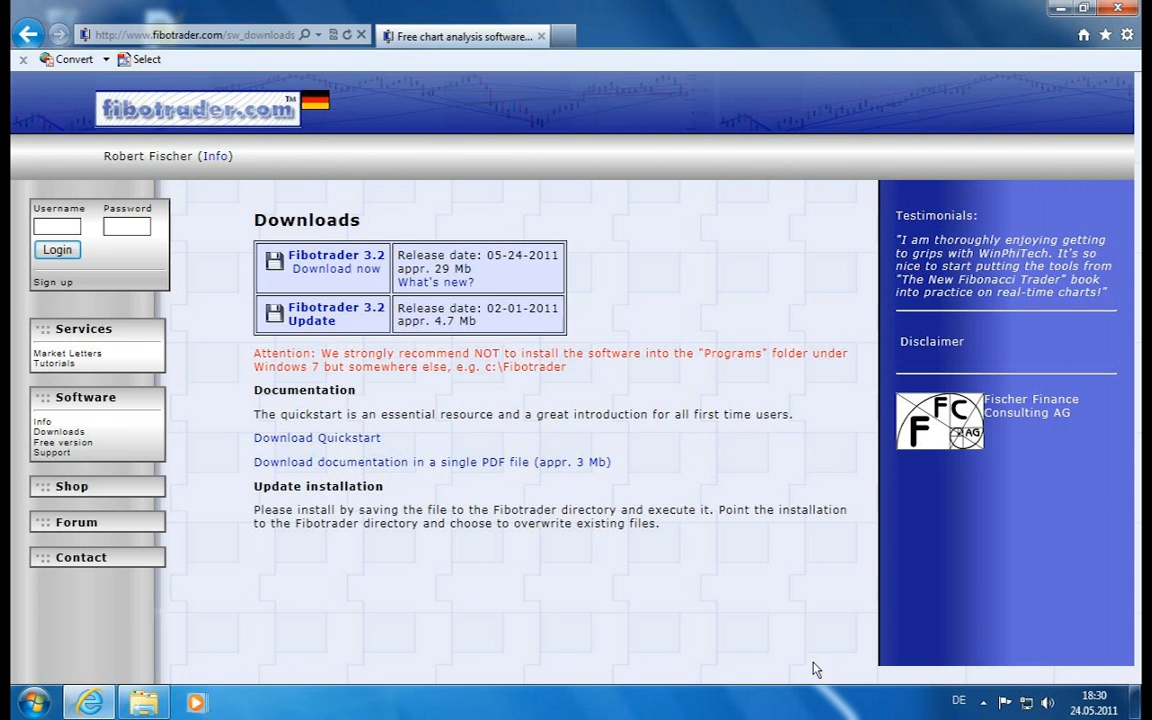 http://www.fibotrader.com/sw_downloads
Free chart analysis software...
Convert
Select
fibotrader.com™
Robert Fischer (Info)
Username Password
Login
Sign up
Services
Market Letters
Tutorials
Software
Info
Downloads
Free version
Support
Shop
Forum
Contact
Downloads
Fibotrader 3.2
Download now
Release date: 05-24-2011
appr. 29 Mb
What's new?
Fibotrader 3.2
Update
Release date: 02-01-2011
appr. 4.7 Mb
Attention: We strongly recommend NOT to install the software into the "Programs" folder under
Windows 7 but somewhere else, e.g. c:\Fibotrader
Documentation
The quickstart is an essential resource and a great introduction for all first time users.
Download Quickstart
Download documentation in a single PDF file (appr. 3 Mb)
Update installation
Please install by saving the file to the Fibotrader directory and execute it. Point the installation
to the Fibotrader directory and choose to overwrite existing files.
Testimonials:
"I am thoroughly enjoying getting
to grips with WinPhiTech. It's so
nice to start putting the tools from
"The New Fibonacci Trader" book
into practice on real-time charts!"
Disclaimer
FFC AG
Fischer Finance
Consulting AG
DE
18:30
24.05.2011